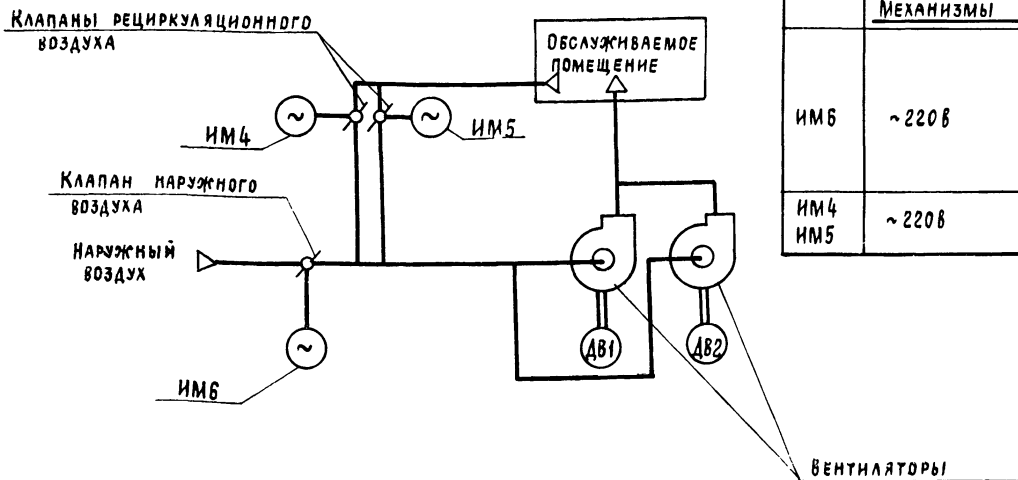 Клапаны рециркуляционного
воздуха
Обслуживаемое
помещение
Механизмы
ИМ4
ИМ5
ИМ6
~220в
Клапан наружного
воздуха
ИМ4
ИМ5
~220в
Наружный
воздух
ДВ1
ДВ2
ИМ6
Вентиляторы